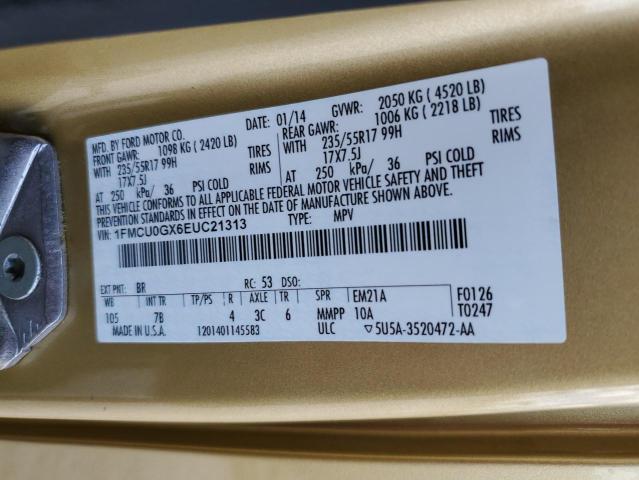 MFD. BY FORD MOTOR CO.
DATE: 01/14 GVWR: 2050 KG ( 4520 LB)
FRONT GAWR: 1098 KG ( 2420 LB) REAR GAWR: 1006 KG ( 2218 LB)
WITH 235/55R17 99H TIRES WITH 235/55R17 99H TIRES
17X7.5J RIMS 17X7.5J RIMS
AT 250 kPa/ 36 PSI COLD AT 250 kPa/ 36 PSI COLD
THIS VEHICLE CONFORMS TO ALL APPLICABLE FEDERAL MOTOR VEHICLE SAFETY AND THEFT
PREVENTION STANDARDS IN EFFECT ON THE DATE OF MANUFACTURE SHOWN ABOVE.
VIN: 1FMCU0GX6EUC21313 TYPE: MPV
EXT PNT: BR RC: 53 DSO:
WB INT TR TP/PS R AXLE TR SPR EM21A F0126
105 7B 4 3C 6 MMPP 10A T0247
MADE IN U.S.A. 1201401145583 ULC 5U5A-3520472-AA